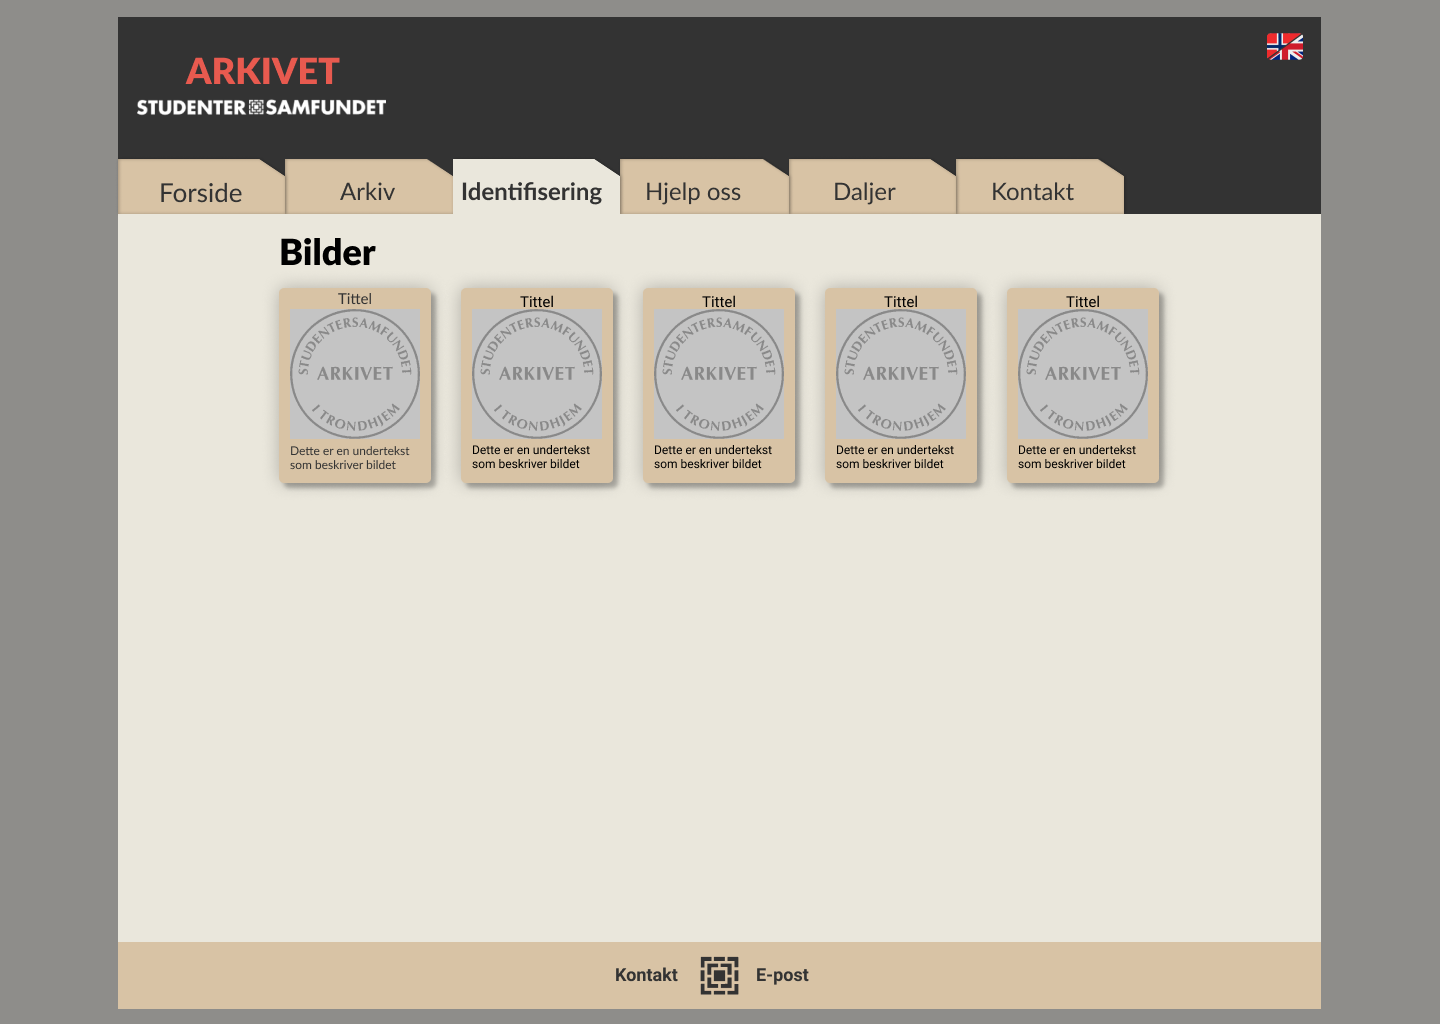 ARKIVET
STUDENTER SAMFUNDET
Forside
Arkiv
Identifisering
Hjelp oss
Daljer
Kontakt
Bilder
Tittel
STUDENTERSAMFUNDET
ARKIVET
I TRONDHJEM
Dette er en undertekst
som beskriver bildet
Tittel
STUDENTERSAMFUNDET
ARKIVET
I TRONDHJEM
Dette er en undertekst
som beskriver bildet
Tittel
STUDENTERSAMFUNDET
ARKIVET
I TRONDHJEM
Dette er en undertekst
som beskriver bildet
Tittel
STUDENTERSAMFUNDET
ARKIVET
I TRONDHJEM
Dette er en undertekst
som beskriver bildet
Tittel
STUDENTERSAMFUNDET
ARKIVET
I TRONDHJEM
Dette er en undertekst
som beskriver bildet
Kontakt
E-post